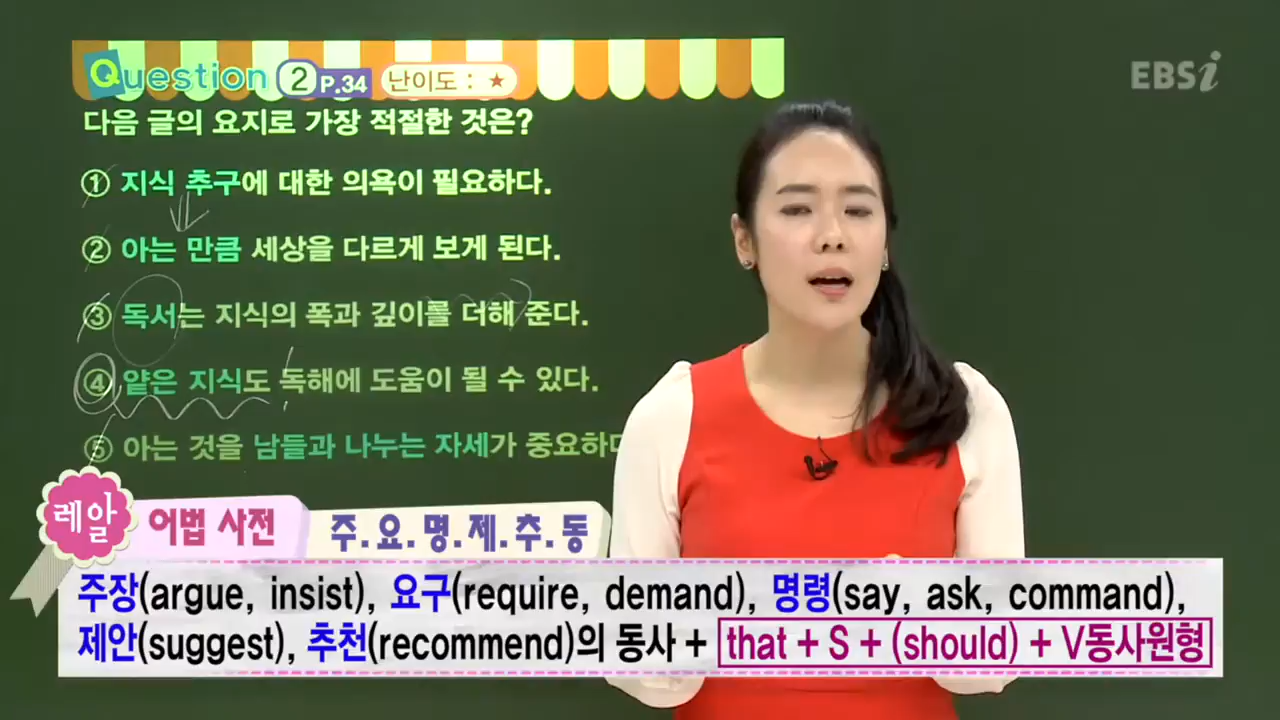 Question ② P.34 난이도 : ★
EBSi
다음 글의 요지로 가장 적절한 것은?
① 지식 추구에 대한 의욕이 필요하다.
② 아는 만큼 세상을 다르게 보게 된다.
③ 독서는 지식의 폭과 깊이를 더해 준다.
④ 얕은 지식도 독해에 도움이 될 수 있다.
⑤ 아는 것을 남들과 나누는 자세가 중요하다
레알 어법 사전 주.요.명.제.추.동
주장(argue, insist), 요구(require, demand), 명령(say, ask, command),
제안(suggest), 추천(recommend)의 동사 + that + S + (should) + V동사원형